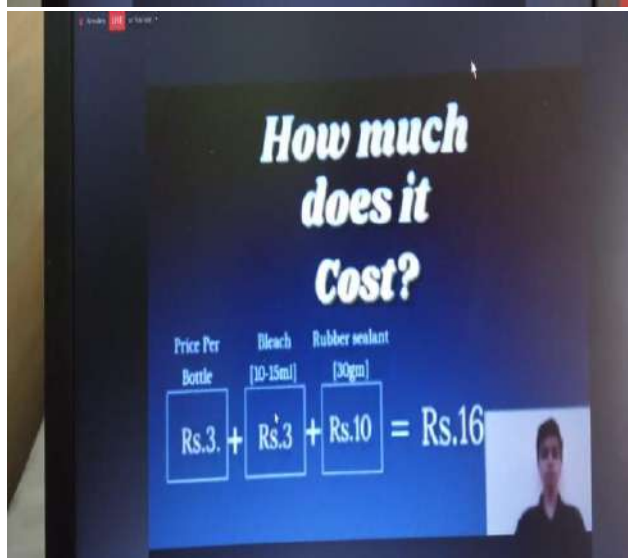 LIVE
How much
does it
Cost?
Price Per Bleach Rubber sealant
Bottle [10-15ml] [30gm]
Rs.3. + Rs.3 + Rs.10 = Rs.16